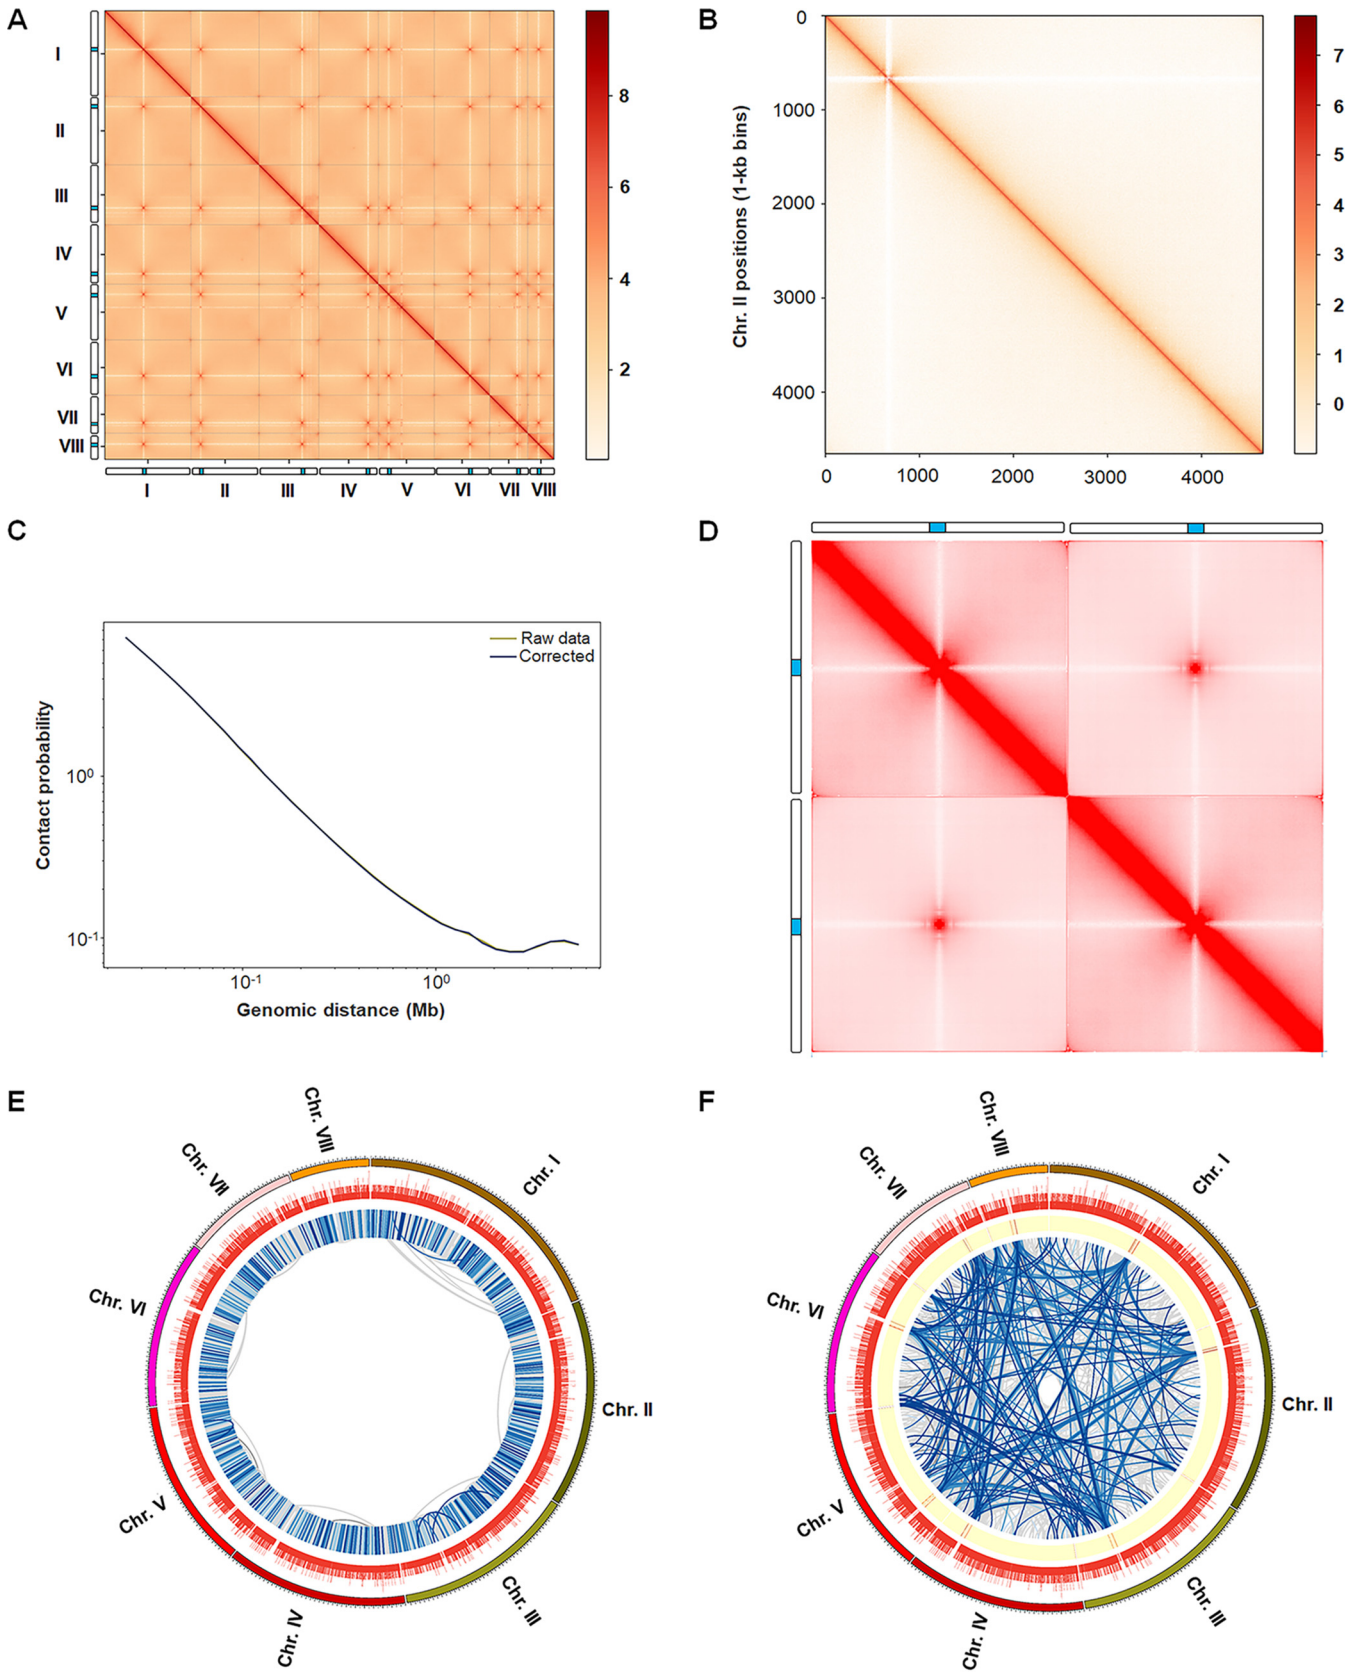 A
I
II
III
IV
V
VI
VII
VIII
I
II
III
IV
V
VI
VII
VIII
8
6
4
2
B
Chr. II positions (1-kb bins)
0
1000
2000
3000
4000
0
1000
2000
3000
4000
7
6
5
4
3
2
1
0
C
Contact probability
10⁰
10⁻¹
Raw data
Corrected
10⁻¹
10⁰
Genomic distance (Mb)
D
E
Chr. VIII
Chr. I
Chr. VII
Chr. VI
Chr. II
Chr. V
Chr. III
Chr. IV
F
Chr. VIII
Chr. I
Chr. VII
Chr. VI
Chr. II
Chr. V
Chr. III
Chr. IV